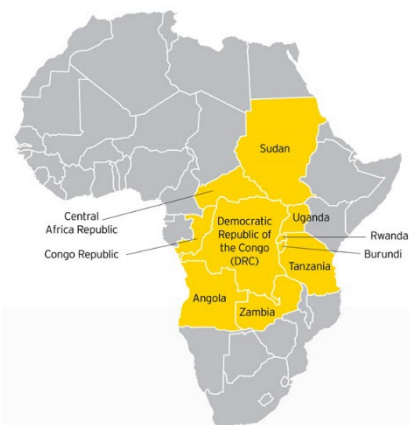 Sudan
Central
Africa Republic
Uganda
Democratic
Republic of
the Congo
(DRC)
Rwanda
Congo Republic
Burundi
Tanzania
Angola
Zambia